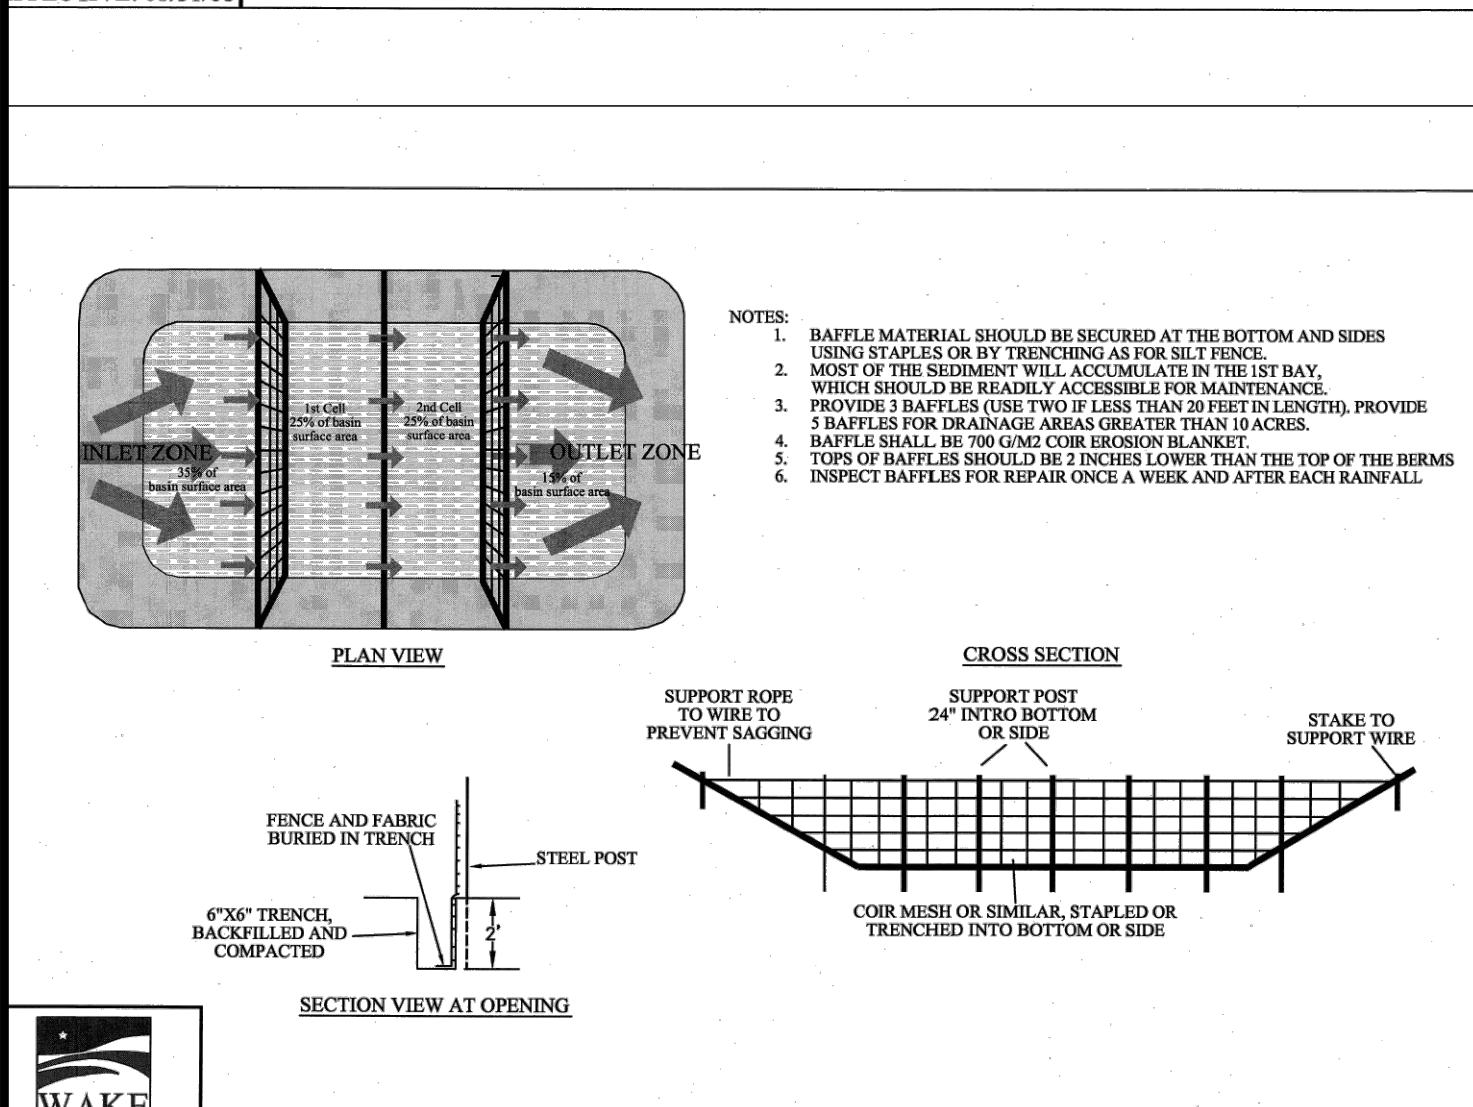 NOTES:
1. BAFFLE MATERIAL SHOULD BE SECURED AT THE BOTTOM AND SIDES
USING STAPLES OR BY TRENCHING AS FOR SILT FENCE.
2. MOST OF THE SEDIMENT WILL ACCUMULATE IN THE 1ST BAY,
WHICH SHOULD BE READILY ACCESSIBLE FOR MAINTENANCE.
3. PROVIDE 3 BAFFLES (USE TWO IF LESS THAN 20 FEET IN LENGTH). PROVIDE
5 BAFFLES FOR DRAINAGE AREAS GREATER THAN 10 ACRES.
4. BAFFLE SHALL BE 700 G/M2 COIR EROSION BLANKET.
5. TOPS OF BAFFLES SHOULD BE 2 INCHES LOWER THAN THE TOP OF THE BERMS
6. INSPECT BAFFLES FOR REPAIR ONCE A WEEK AND AFTER EACH RAINFALL
INLET ZONE
35% of
basin surface area
1st Cell
25% of basin
surface area
2nd Cell
25% of basin
surface area
OUTLET ZONE
15% of
basin surface area
PLAN VIEW
CROSS SECTION
SUPPORT ROPE
TO WIRE TO
PREVENT SAGGING
SUPPORT POST
24" INTRO BOTTOM
OR SIDE
STAKE TO
SUPPORT WIRE
COIR MESH OR SIMILAR, STAPLED OR
TRENCHED INTO BOTTOM OR SIDE
FENCE AND FABRIC
BURIED IN TRENCH
STEEL POST
6"X6" TRENCH,
BACKFILLED AND
COMPACTED
2'
SECTION VIEW AT OPENING
WAKE